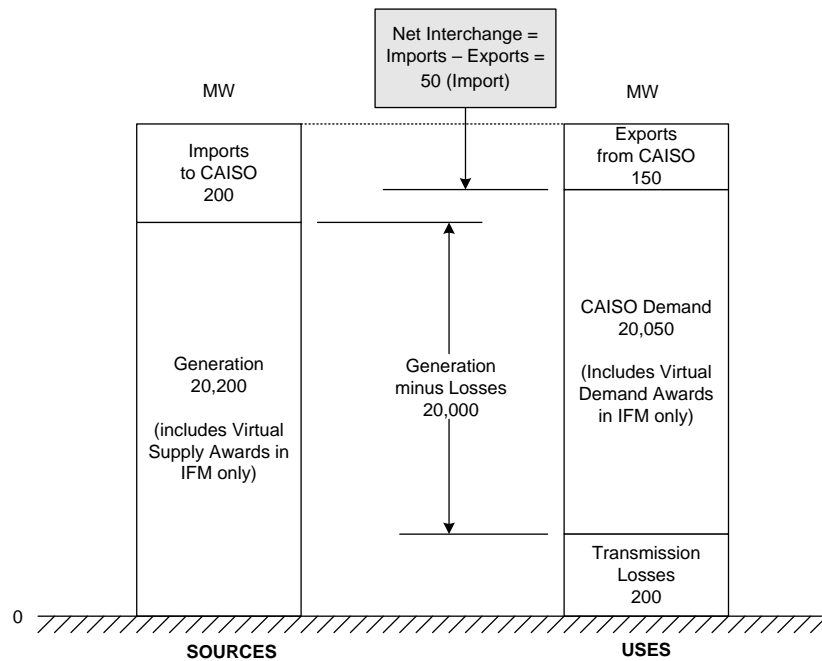 Net Interchange =
Imports – Exports =
50 (Import)
MW
MW
Imports
to CAISO
200
Exports
from CAISO
150
Generation
20,200
(includes Virtual
Supply Awards in
IFM only)
Generation
minus Losses
20,000
CAISO Demand
20,050
(Includes Virtual
Demand Awards
in IFM only)
Transmission
Losses
200
0
SOURCES
USES